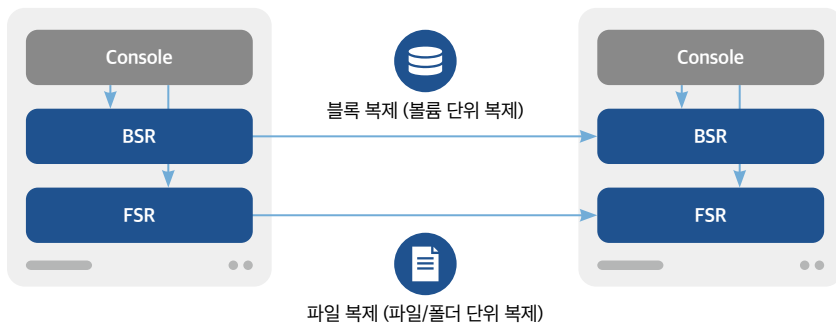 Console
BSR
FSR
블록 복제 (볼륨 단위 복제)
파일 복제 (파일/폴더 단위 복제)
Console
BSR
FSR